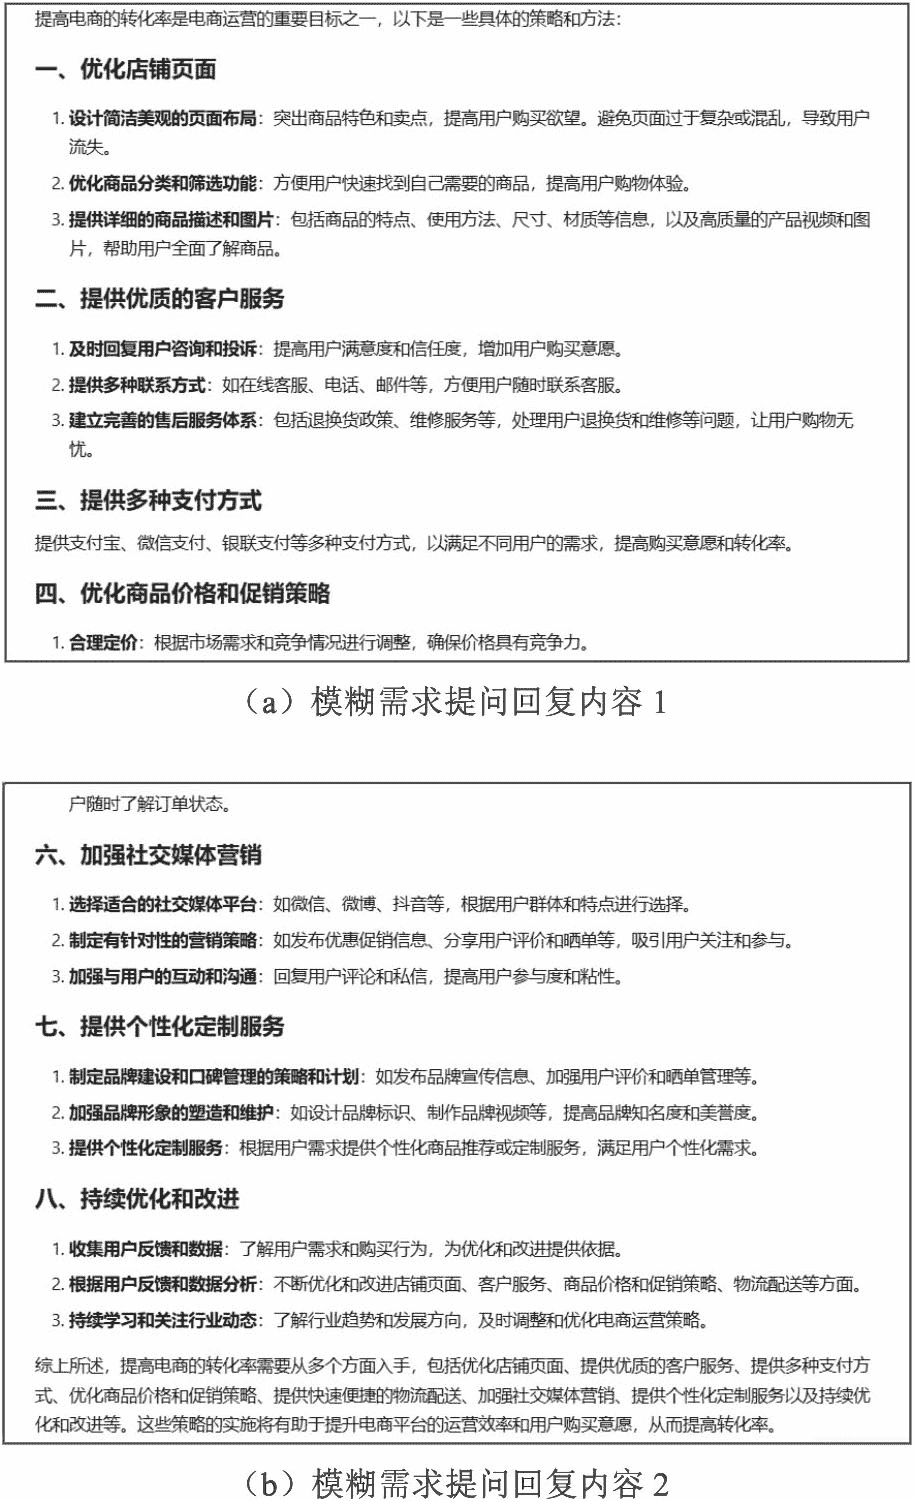 提高电商的转化率是电商运营的重要目标之一，以下是一些具体的策略和方法：
一、优化店铺页面
1. 设计简洁美观的页面布局：突出商品特色和卖点，提高用户购买欲望。避免页面过于复杂或混乱，导致用户
流失。
2. 优化商品分类和筛选功能：方便用户快速找到自己需要的商品，提高用户购物体验。
3. 提供详细的商品描述和图片：包括商品的特点、使用方法、尺寸、材质等信息，以及高质量的产品视频和图
片，帮助用户全面了解商品。
二、提供优质的客户服务
1. 及时回复用户咨询和投诉：提高用户满意度和信任度，增加用户购买意愿。
2. 提供多种联系方式：如在线客服、电话、邮件等，方便用户随时联系客服。
3. 建立完善的售后服务体系：包括退换货政策、维修服务等，处理用户退换货和维修等问题，让用户购物无
忧。
三、提供多种支付方式
提供支付宝、微信支付、银联支付等多种支付方式，以满足不同用户的需求，提高购买意愿和转化率。
四、优化商品价格和促销策略
1. 合理定价：根据市场需求和竞争情况进行调整，确保价格具有竞争力。
（a）模糊需求提问回复内容 1
户随时了解订单状态。
六、加强社交媒体营销
1. 选择适合的社交媒体平台：如微信、微博、抖音等，根据用户群体和特点进行选择。
2. 制定有针对性的营销策略：如发布优惠促销信息、分享用户评价和晒单等，吸引用户关注和参与。
3. 加强与用户的互动和沟通：回复用户评论和私信，提高用户参与度和粘性。
七、提供个性化定制服务
1. 制定品牌建设和口碑管理的策略和计划：如发布品牌宣传信息、加强用户评价和晒单管理等。
2. 加强品牌形象的塑造和维护：如设计品牌标识、制作品牌视频等，提高品牌知名度和美誉度。
3. 提供个性化定制服务：根据用户需求提供个性化商品推荐或定制服务，满足用户个性化需求。
八、持续优化和改进
1. 收集用户反馈和数据：了解用户需求和购买行为，为优化和改进提供依据。
2. 根据用户反馈和数据分析：不断优化和改进店铺页面、客户服务、商品价格和促销策略、物流配送等方面。
3. 持续学习和关注行业动态：了解行业趋势和发展方向，及时调整和优化电商运营策略。
综上所述，提高电商的转化率需要从多个方面入手，包括优化店铺页面、提供优质的客户服务、提供多种支付方
式、优化商品价格和促销策略、提供快速便捷的物流配送、加强社交媒体营销、提供个性化定制服务以及持续优
化和改进等。这些策略的实施将有助于提升电商平台的运营效率和用户购买意愿，从而提高转化率。
（b）模糊需求提问回复内容 2